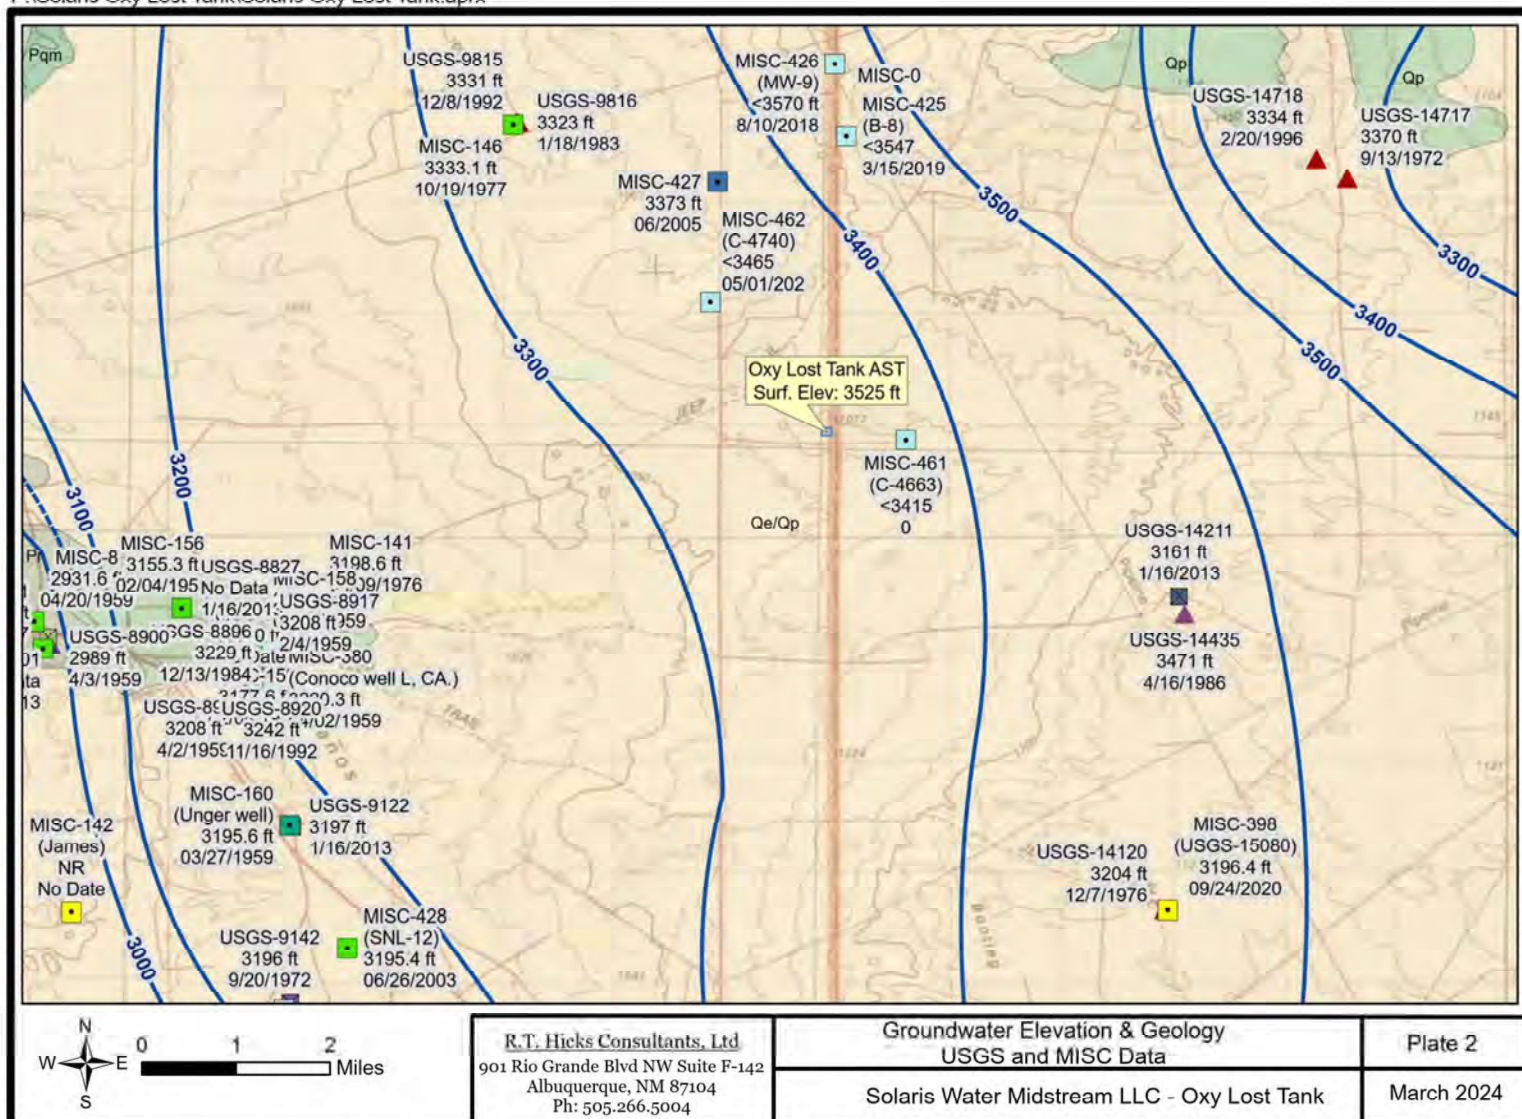 Pqm
USGS-9815
3331 ft
12/8/1992
USGS-9816
3323 ft
1/18/1983
MISC-146
3333.1 ft
10/19/1977
MISC-426
(MW-9)
<3570 ft
8/10/2018
MISC-0
MISC-425
(B-8)
<3547
3/15/2019
MISC-427
3373 ft
06/2005
MISC-462
(C-4740)
<3465
05/01/202
Qp
Qp
USGS-14718
3334 ft
2/20/1996
USGS-14717
3370 ft
9/13/1972
3500
3400
3300
3400
3500
3300
3200
3100
3000
Oxy Lost Tank AST
Surf. Elev: 3525 ft
JEEP
MISC-461
(C-4663)
<3415
0
Qe/Qp
USGS-14211
3161 ft
1/16/2013
USGS-14435
3471 ft
4/16/1986
Pipeline
Pipeline
MISC-156
3155.3 ft
02/04/195
MISC-8
2931.6 f
04/20/1959
USGS-8827
No Data
1/16/2013
MISC-141
3198.6 ft
/09/1976
MISC-158
USGS-8917
3208 ft
2/4/1959
USGS-8900
2989 ft
4/3/1959
SGS-8896
3229 ft
12/13/1984
MISC-380
(Conoco well L, CA.)
USGS-8920
3242 ft
11/16/1992
3208 ft
4/2/1959
MISC-160
(Unger well)
3195.6 ft
03/27/1959
USGS-9122
3197 ft
1/16/2013
MISC-142
(James)
NR
No Date
USGS-9142
3196 ft
9/20/1972
MISC-428
(SNL-12)
3195.4 ft
06/26/2003
USGS-14120
3204 ft
12/7/1976
MISC-398
(USGS-15080)
3196.4 ft
09/24/2020
N
W E
S
0 1 2
Miles
R.T. Hicks Consultants, Ltd
901 Rio Grande Blvd NW Suite F-142
Albuquerque, NM 87104
Ph: 505.266.5004
Groundwater Elevation & Geology
USGS and MISC Data
Solaris Water Midstream LLC - Oxy Lost Tank
Plate 2
March 2024